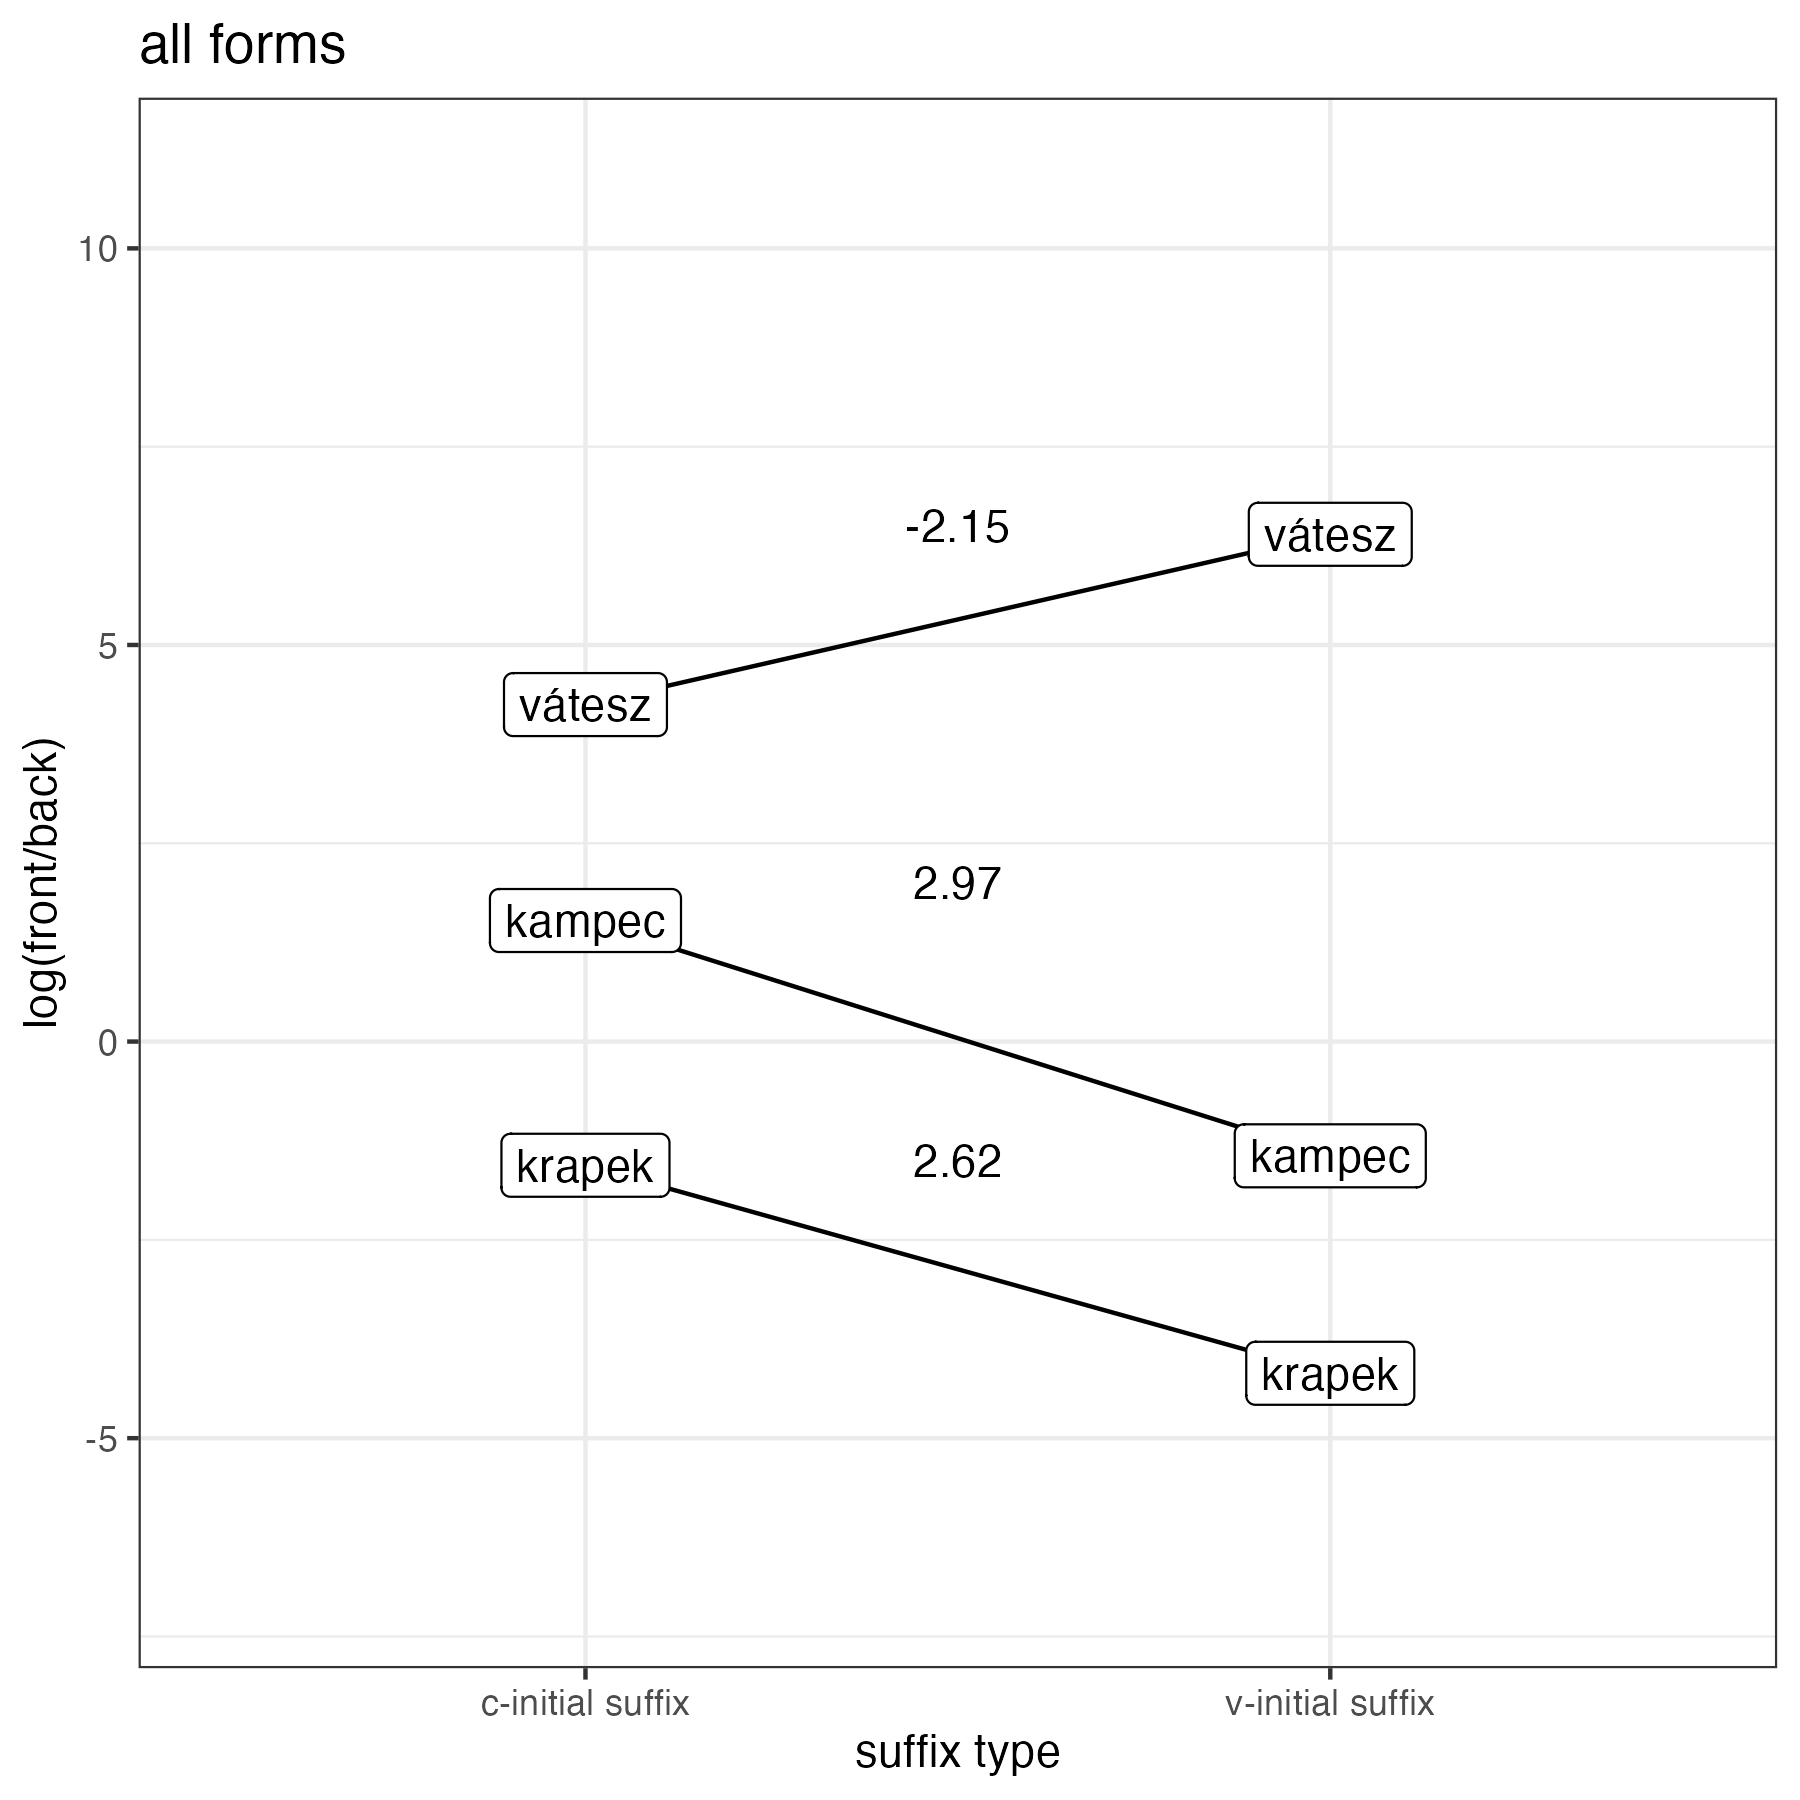 all forms
log(front/back)
10
5
0
-5
-2.15
vátesz
vátesz
2.97
kampec
kampec
2.62
krapek
krapek
c-initial suffix
v-initial suffix
suffix type